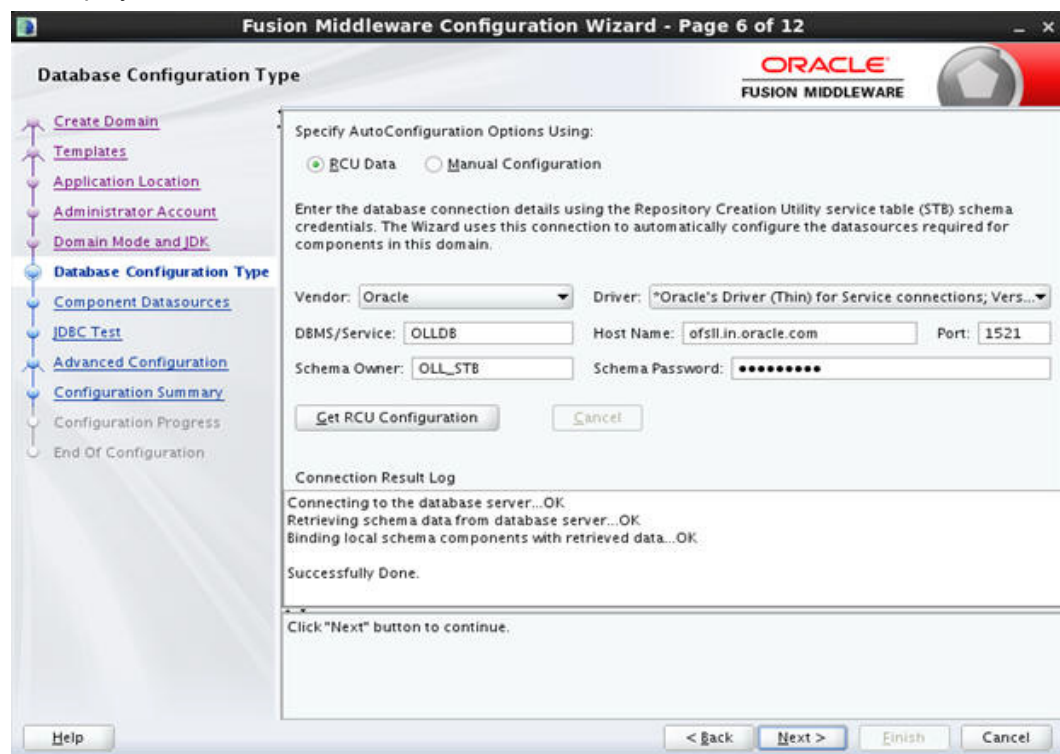 Fusion Middleware Configuration Wizard - Page 6 of 12
Database Configuration Type
ORACLE
FUSION MIDDLEWARE
Create Domain
Templates
Application Location
Administrator Account
Domain Mode and JDK
Database Configuration Type
Component Datasources
JDBC Test
Advanced Configuration
Configuration Summary
Configuration Progress
End Of Configuration
Specify AutoConfiguration Options Using:
RCU Data Manual Configuration
Enter the database connection details using the Repository Creation Utility service table (STB) schema
credentials. The Wizard uses this connection to automatically configure the datasources required for
components in this domain.
Vendor: Oracle Driver: *Oracle's Driver (Thin) for Service connections; Vers...
DBMS/Service: OLLDB Host Name: ofsll.in.oracle.com Port: 1521
Schema Owner: OLL_STB Schema Password: •••••••••
Get RCU Configuration Cancel
Connection Result Log
Connecting to the database server...OK
Retrieving schema data from database server...OK
Binding local schema components with retrieved data...OK
Successfully Done.
Click "Next" button to continue.
Help < Back Next > Finish Cancel